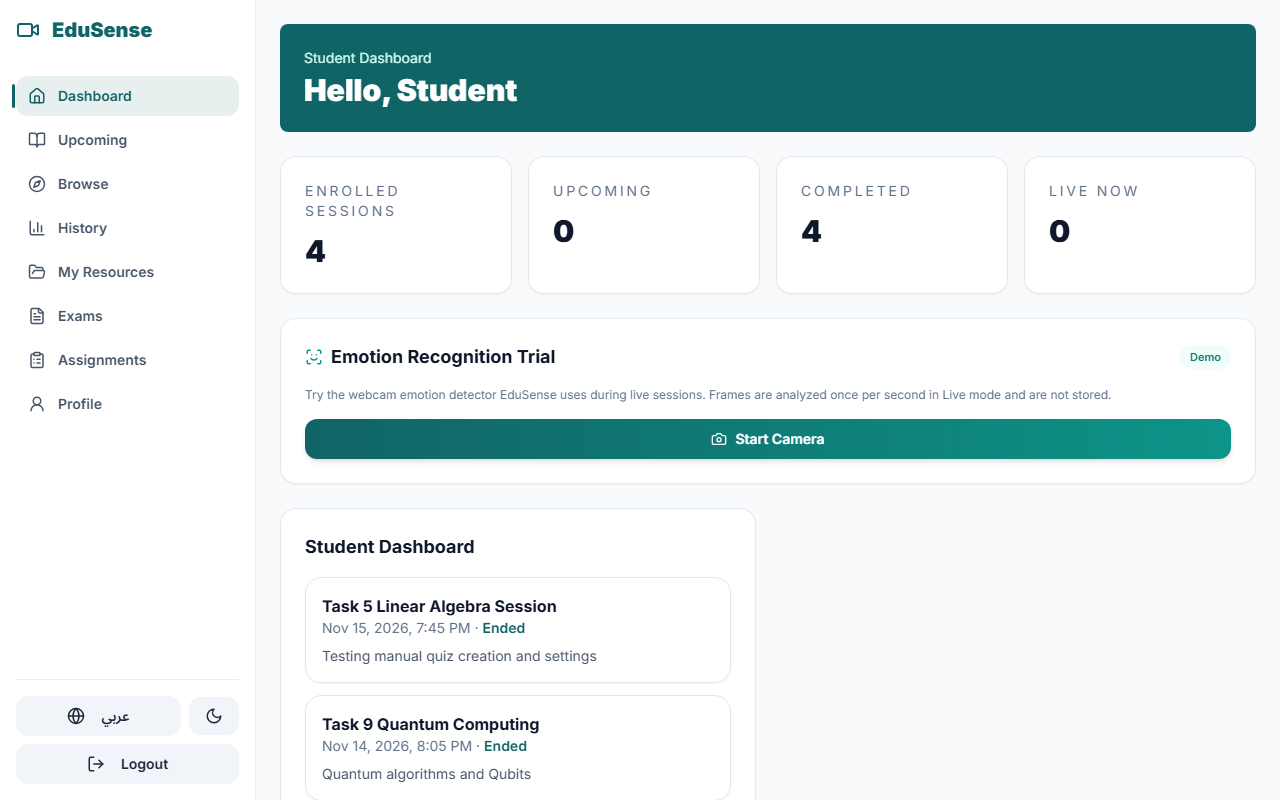 EduSense
Dashboard
Upcoming
Browse
History
My Resources
Exams
Assignments
Profile
عربي
Logout
Student Dashboard
Hello, Student
ENROLLED
SESSIONS
4
UPCOMING
0
COMPLETED
4
LIVE NOW
0
Emotion Recognition Trial
Demo
Try the webcam emotion detector EduSense uses during live sessions. Frames are analyzed once per second in Live mode and are not stored.
Start Camera
Student Dashboard
Task 5 Linear Algebra Session
Nov 15, 2026, 7:45 PM · Ended
Testing manual quiz creation and settings
Task 9 Quantum Computing
Nov 14, 2026, 8:05 PM · Ended
Quantum algorithms and Qubits